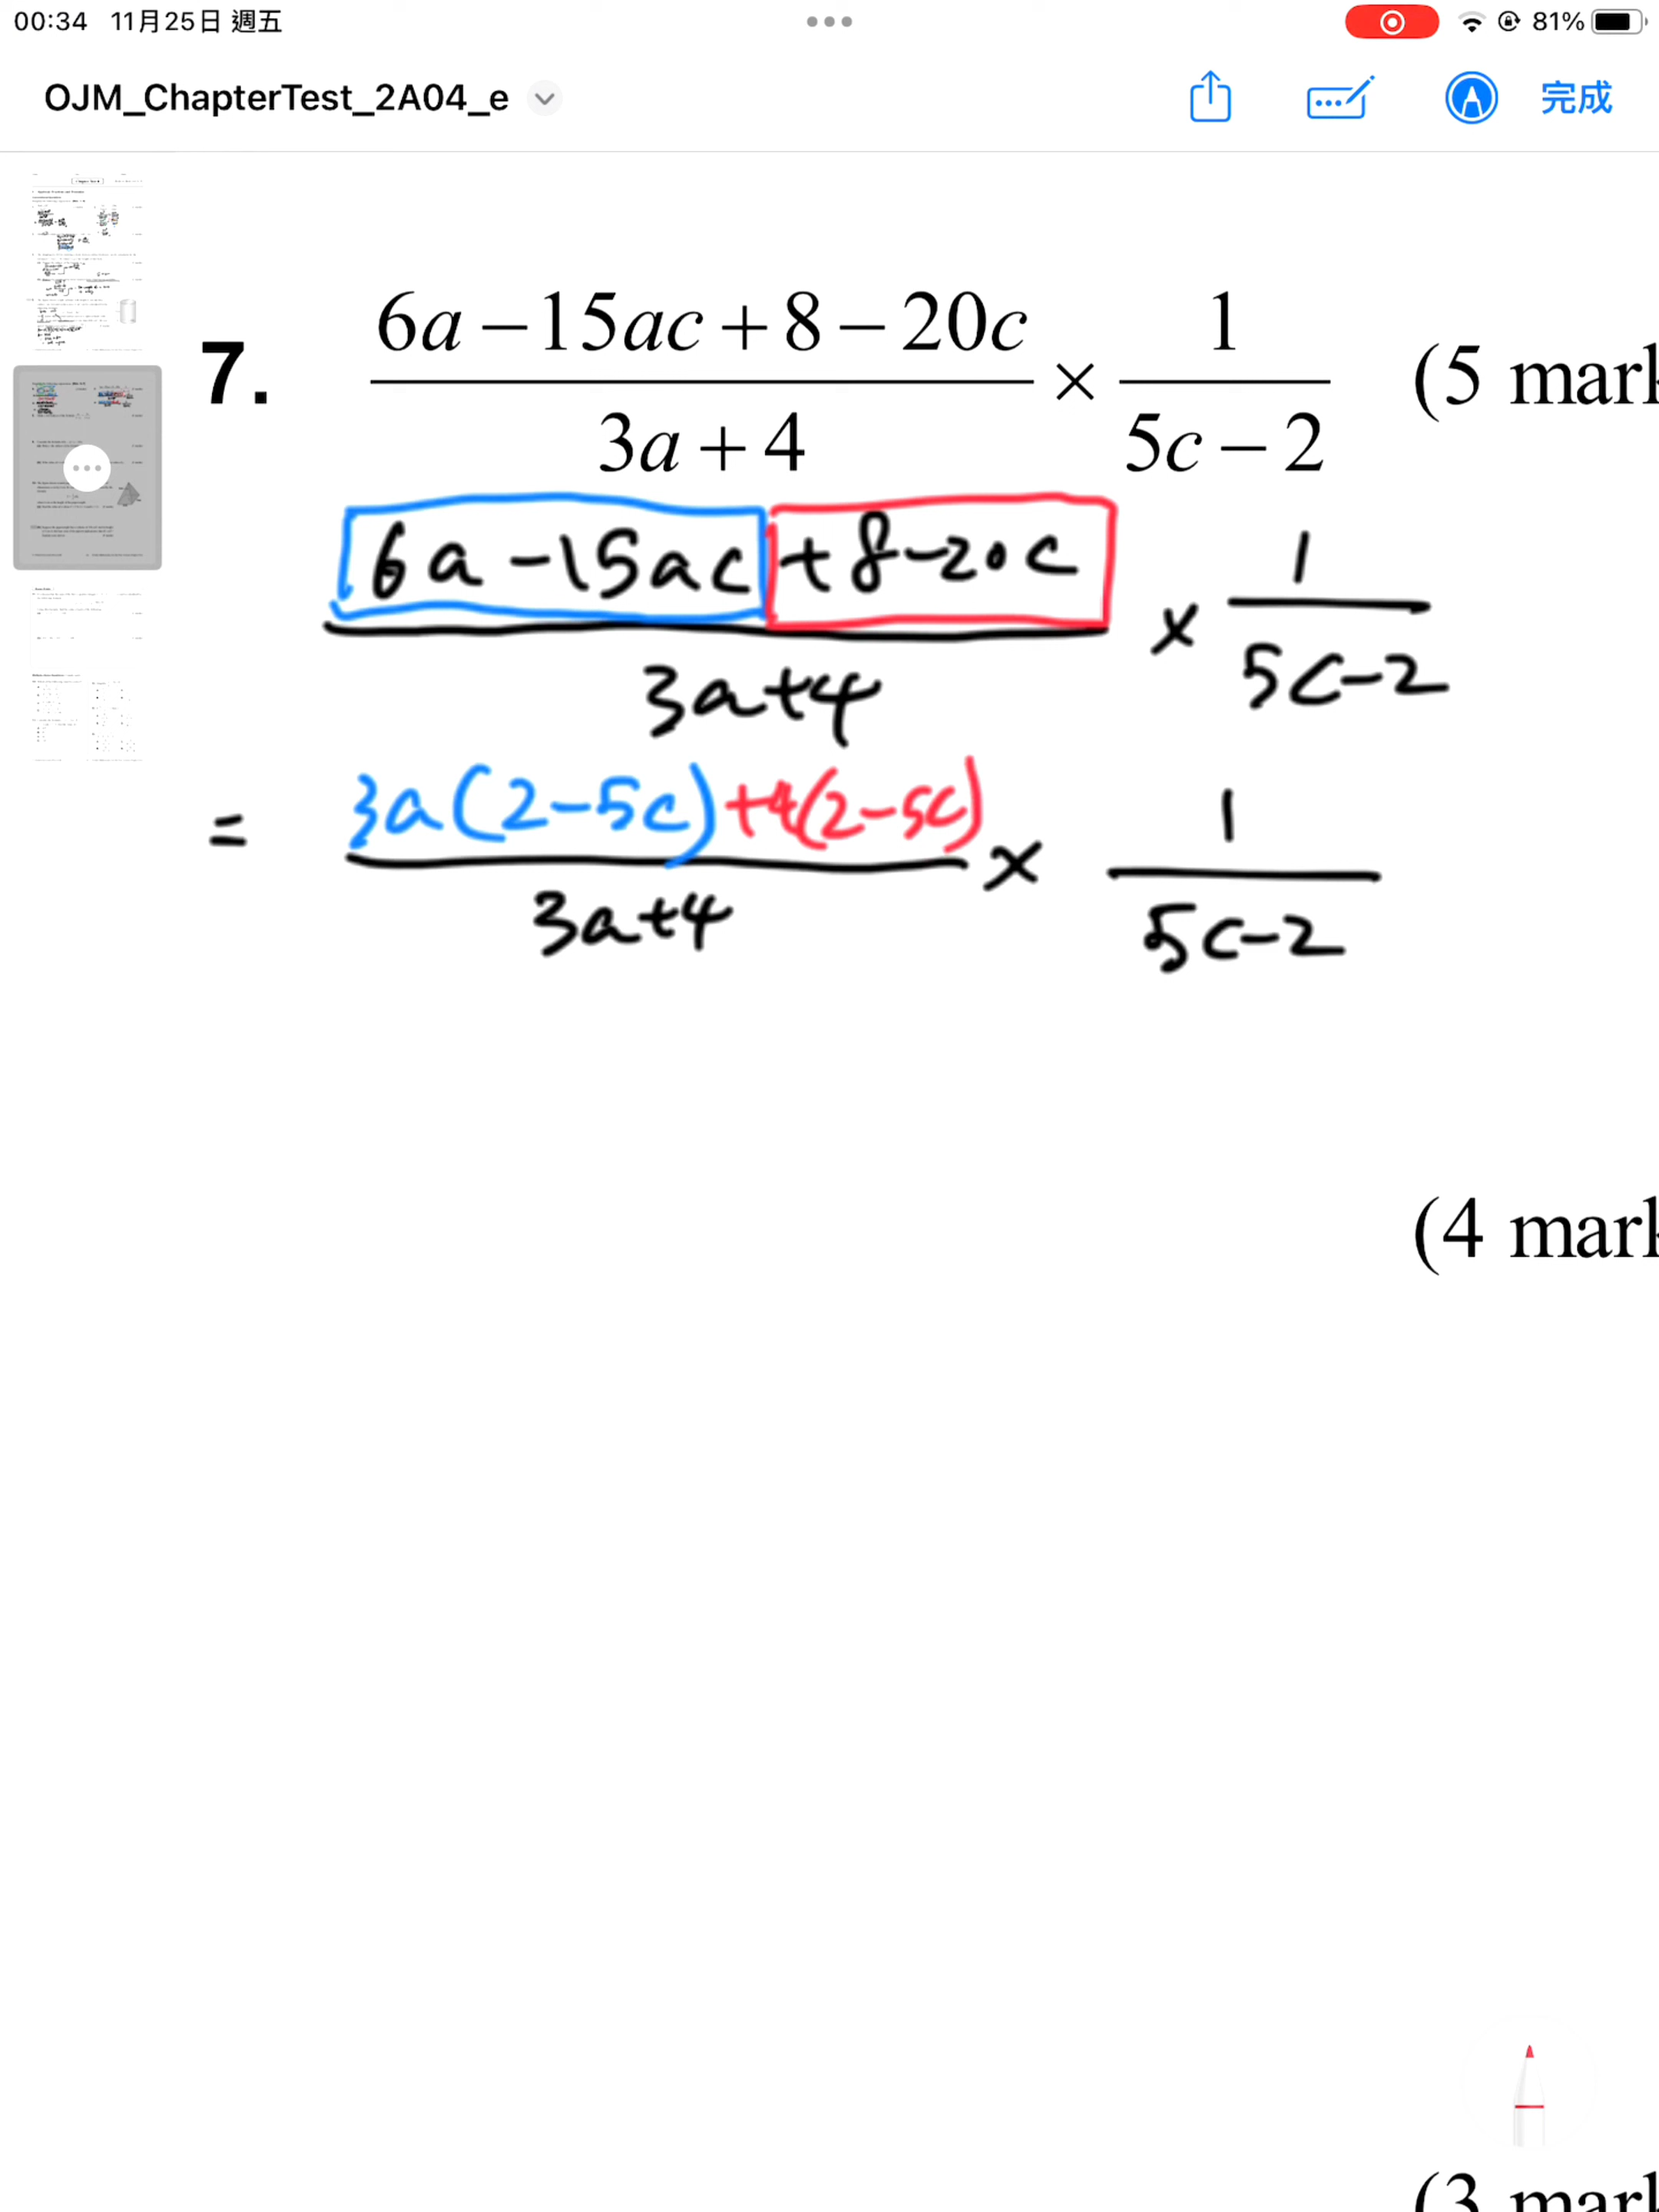 00:34 11月25日 週五
81%
OJM_ChapterTest_2A04_e
完成
7. (6a − 15ac + 8 − 20c)/(3a + 4) × 1/(5c − 2) (5 mark
(6a − 15ac + 8 − 20c)/(3a + 4) × 1/(5c − 2)
= (3a(2 − 5c) + 4(2 − 5c))/(3a + 4) × 1/(5c − 2)
(4 mark
(3 mark